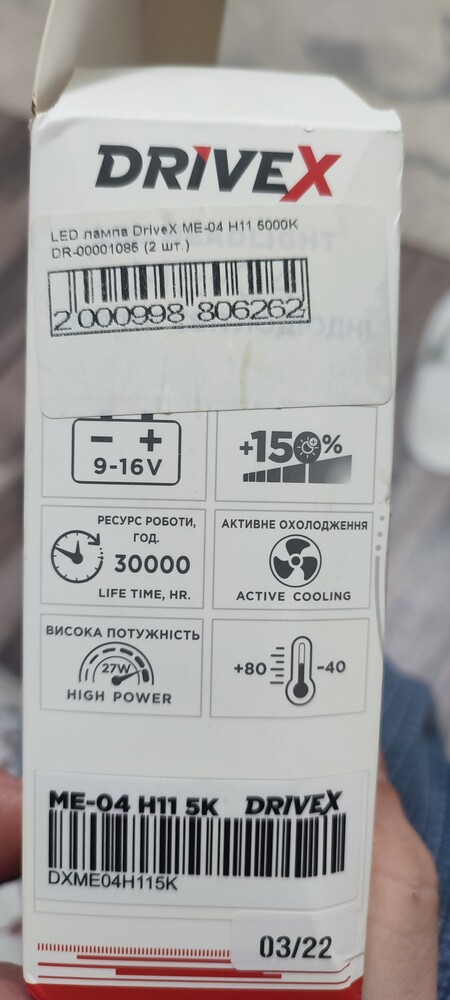 DRIVEX
LED лампа DriveX ME-04 H11 5000K
DR-00001085 (2 шт.)
2 000998 806262
9-16V
+150%
РЕСУРС РОБОТИ,
ГОД.
30000
LIFE TIME, HR.
АКТИВНЕ ОХОЛОДЖЕННЯ
ACTIVE COOLING
ВИСОКА ПОТУЖНІСТЬ
27W
HIGH POWER
+80 -40
ME-04 H11 5K DRIVEX
DXME04H115K
03/22